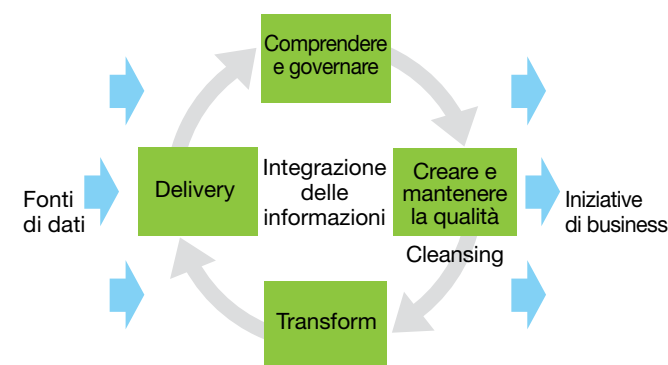 Comprendere
e governare
Fonti
di dati
Delivery
Integrazione
delle
informazioni
Creare e
mantenere
la qualità
Cleansing
Iniziative
di business
Transform